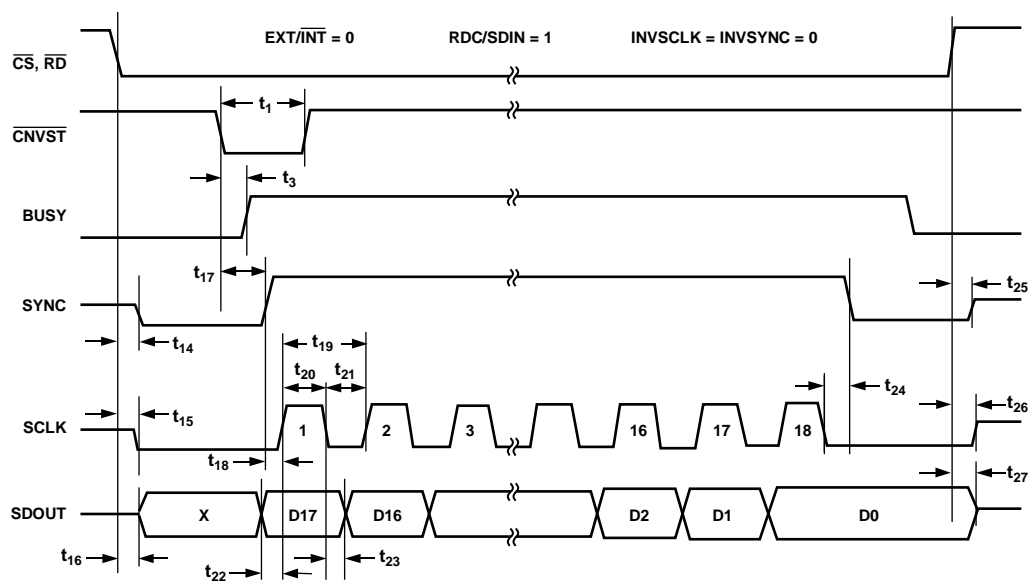 EXT/INT = 0 RDC/SDIN = 1 INVSCLK = INVSYNC = 0
CS, RD
t1
CNVST
t3
BUSY
t17
SYNC
t25
t14
t19
t20 t21
t24
t15
t26
SCLK
1 2 3 16 17 18
t18
t27
SDOUT
X D17 D16 D2 D1 D0
t16
t22
t23